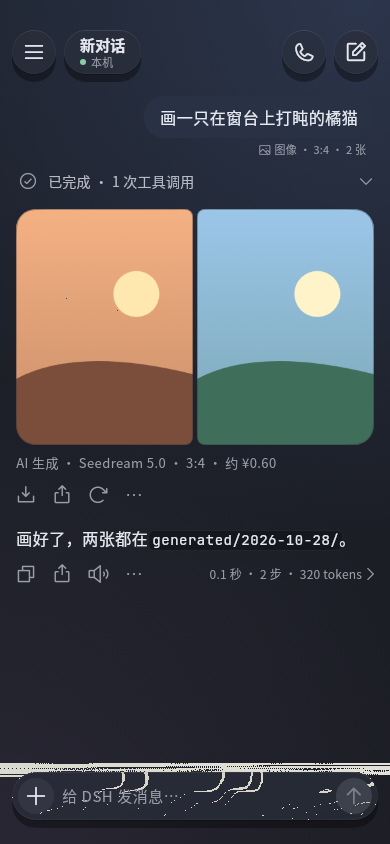 新对话
本机
画一只在窗台上打盹的橘猫
图像 · 3:4 · 2 张
已完成 · 1 次工具调用
AI 生成 · Seedream 5.0 · 3:4 · 约 ¥0.60
画好了，两张都在 generated/2026-10-28/。
0.1 秒 · 2 步 · 320 tokens
给 DSH 发消息…